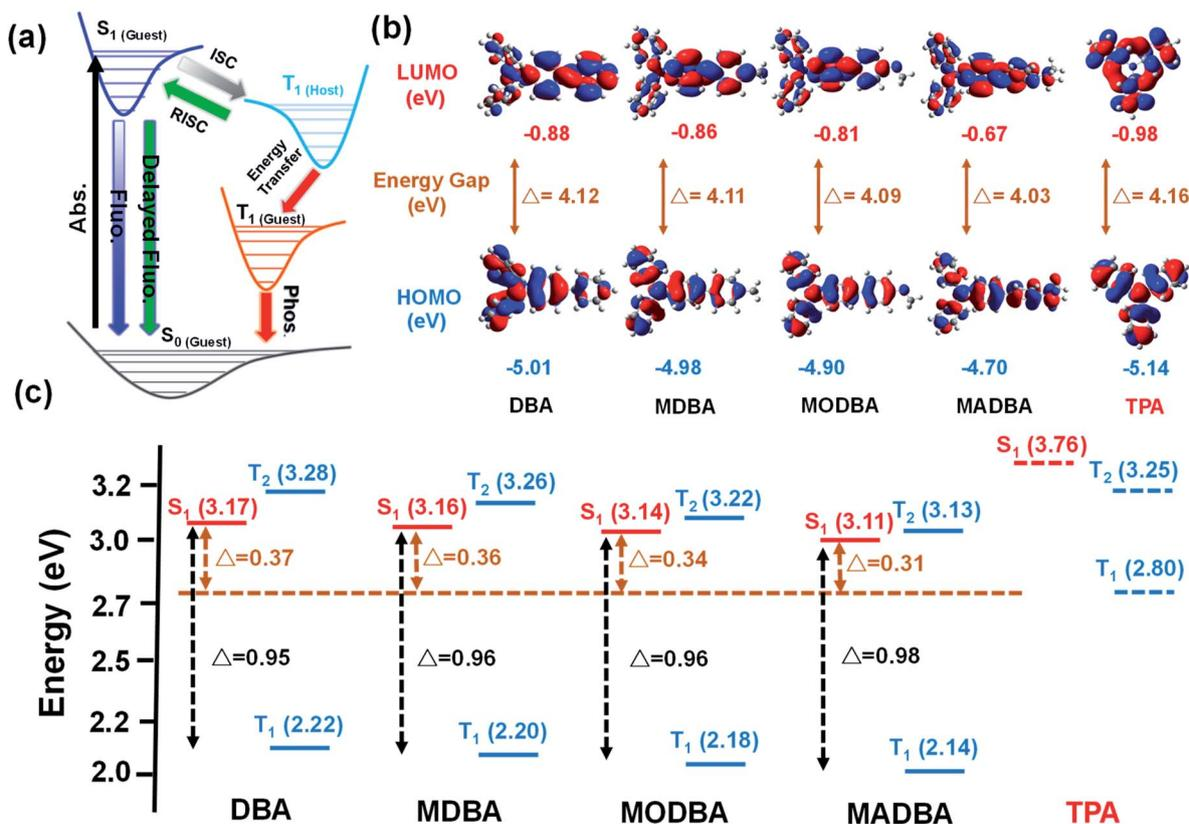 (a)
S1 (Guest)
ISC
T1 (Host)
RISC
Energy
Transfer
Abs.
Fluo.
Delayed Fluo.
T1 (Guest)
Phos.
S0 (Guest)
(b)
LUMO
(eV)
-0.88 -0.86 -0.81 -0.67 -0.98
Energy Gap
(eV)
△= 4.12 △= 4.11 △= 4.09 △= 4.03 △= 4.16
HOMO
(eV)
-5.01 -4.98 -4.90 -4.70 -5.14
DBA MDBA MODBA MADBA TPA
(c)
Energy (eV)
3.2
3.0
2.7
2.5
2.2
2.0
T2 (3.28)
S1 (3.17)
△=0.37
△=0.95
T1 (2.22)
DBA
T2 (3.26)
S1 (3.16)
△=0.36
△=0.96
T1 (2.20)
MDBA
T2 (3.22)
S1 (3.14)
△=0.34
△=0.96
T1 (2.18)
MODBA
T2 (3.13)
S1 (3.11)
△=0.31
△=0.98
T1 (2.14)
MADBA
S1 (3.76)
T2 (3.25)
T1 (2.80)
TPA